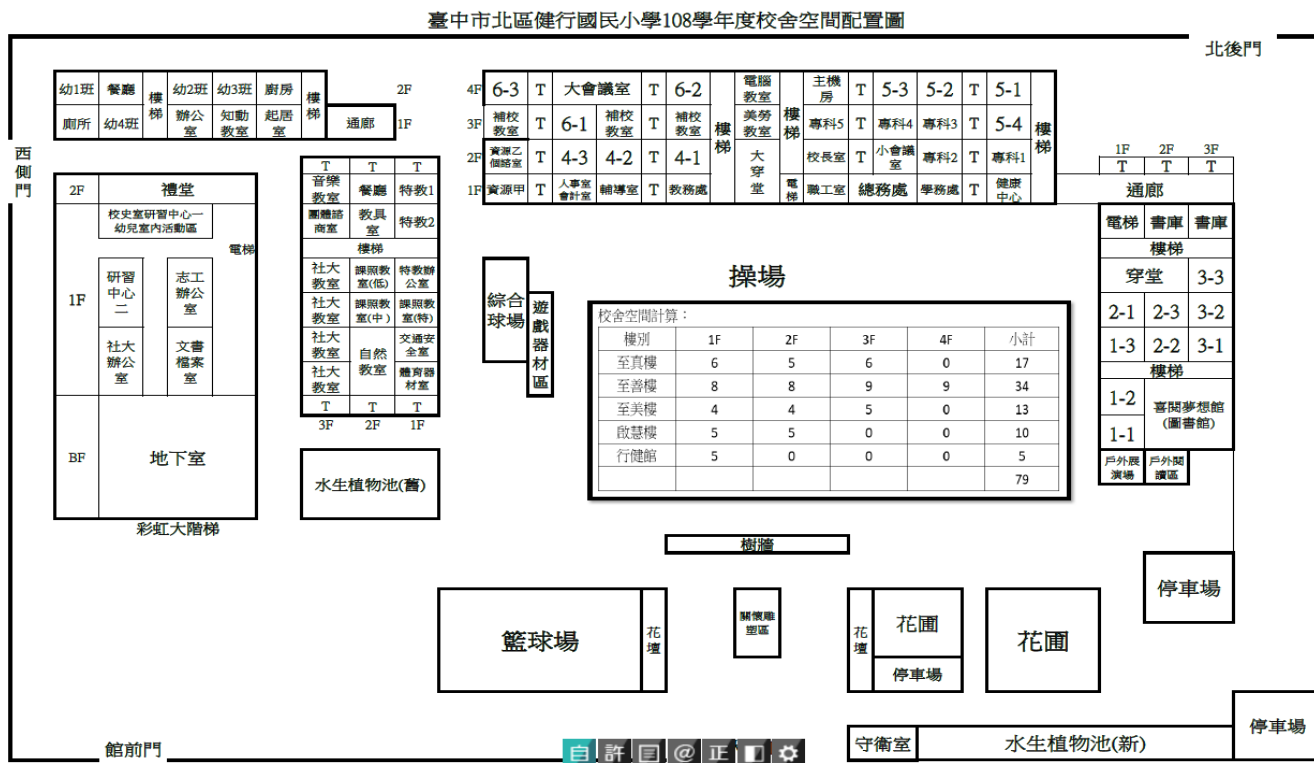 臺中市北區健行國民小學108學年度校舍空間配置圖
北後門
幼1班 餐廳 樓梯 幼2班 幼3班 廚房 樓梯 2F
廁所 幼4班 辦公室 知動教室 起居室 通廊 1F
4F 6-3 T 大會議室 T 6-2 樓梯 電腦教室 樓梯 主機房 T 5-3 5-2 T 5-1 樓梯
3F 補校教室 T 6-1 補校教室 T 補校教室 美勞教室 專科5 T 專科4 專科3 T 5-4
2F 資源乙個諮室 T 4-3 4-2 T 4-1 大穿堂 校長室 T 小會議室 專科2 T 專科1
1F 資源甲 T 人事室會計室 輔導室 T 教務處 電梯 職工室 總務處 學務處 T 健康中心
西側門
2F 禮堂
校史室研習中心一
幼兒室內活動區
電梯
1F 研習中心二 志工辦公室
社大辦公室 文書檔案室
BF 地下室
彩虹大階梯
T T T
音樂教室 餐廳 特教1
團體諮商室 教具室 特教2
樓梯
社大教室 課照教室(低) 特教辦公室
社大教室 課照教室(中) 課照教室(特)
社大教室 自然教室 交通安全室
社大教室 體育器材室
T T T
3F 2F 1F
水生植物池(舊)
綜合球場
遊戲器材區
操場
校舍空間計算：
樓別 1F 2F 3F 4F 小計
至真樓 6 5 6 0 17
至善樓 8 8 9 9 34
至美樓 4 4 5 0 13
啟慧樓 5 5 0 0 10
行健館 5 0 0 0 5
79
1F 2F 3F
T T T
通廊
電梯 書庫 書庫
樓梯
穿堂 3-3
2-1 2-3 3-2
1-3 2-2 3-1
樓梯
1-2 喜閱夢想館
(圖書館)
1-1
戶外展演場 戶外閱讀區
樹牆
停車場
籃球場 花壇 關懷雕塑區 花壇 花圃 花圃
停車場
停車場
館前門
自 許 @ 正
守衛室 水生植物池(新)